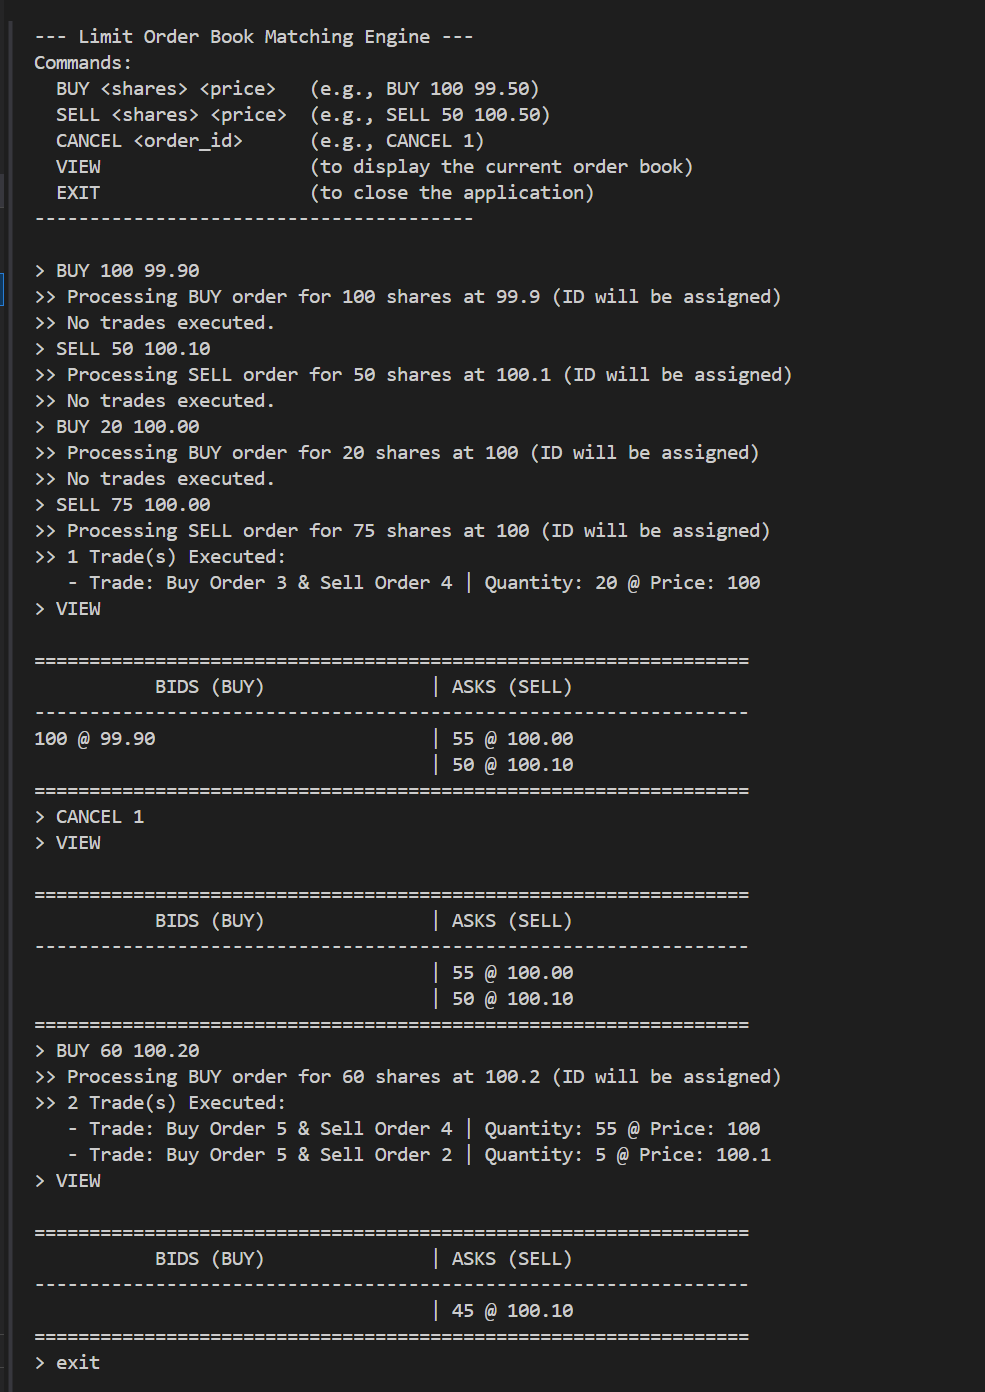 --- Limit Order Book Matching Engine ---
Commands:
  BUY <shares> <price>   (e.g., BUY 100 99.50)
  SELL <shares> <price>  (e.g., SELL 50 100.50)
  CANCEL <order_id>      (e.g., CANCEL 1)
  VIEW                   (to display the current order book)
  EXIT                   (to close the application)
----------------------------------------

> BUY 100 99.90
>> Processing BUY order for 100 shares at 99.9 (ID will be assigned)
>> No trades executed.
> SELL 50 100.10
>> Processing SELL order for 50 shares at 100.1 (ID will be assigned)
>> No trades executed.
> BUY 20 100.00
>> Processing BUY order for 20 shares at 100 (ID will be assigned)
>> No trades executed.
> SELL 75 100.00
>> Processing SELL order for 75 shares at 100 (ID will be assigned)
>> 1 Trade(s) Executed:
   - Trade: Buy Order 3 & Sell Order 4 | Quantity: 20 @ Price: 100
> VIEW

=================================================================
           BIDS (BUY)               | ASKS (SELL)
-----------------------------------------------------------------
100 @ 99.90                         | 55 @ 100.00
                                    | 50 @ 100.10
=================================================================
> CANCEL 1
> VIEW

=================================================================
           BIDS (BUY)               | ASKS (SELL)
-----------------------------------------------------------------
                                    | 55 @ 100.00
                                    | 50 @ 100.10
=================================================================
> BUY 60 100.20
>> Processing BUY order for 60 shares at 100.2 (ID will be assigned)
>> 2 Trade(s) Executed:
   - Trade: Buy Order 5 & Sell Order 4 | Quantity: 55 @ Price: 100
   - Trade: Buy Order 5 & Sell Order 2 | Quantity: 5 @ Price: 100.1
> VIEW

=================================================================
           BIDS (BUY)               | ASKS (SELL)
-----------------------------------------------------------------
                                    | 45 @ 100.10
=================================================================
> exit